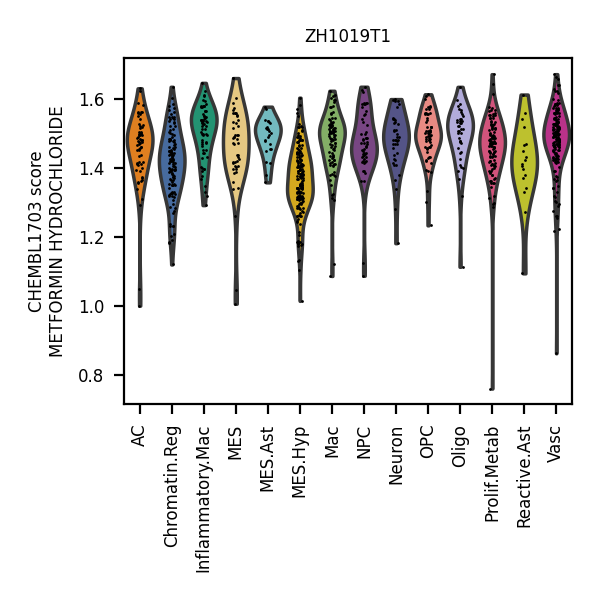 ZH1019T1
CHEMBL1703 score
METFORMIN HYDROCHLORIDE
1.6
1.4
1.2
1.0
0.8
AC
Chromatin.Reg
Inflammatory.Mac
MES
MES.Ast
MES.Hyp
Mac
NPC
Neuron
OPC
Oligo
Prolif.Metab
Reactive.Ast
Vasc